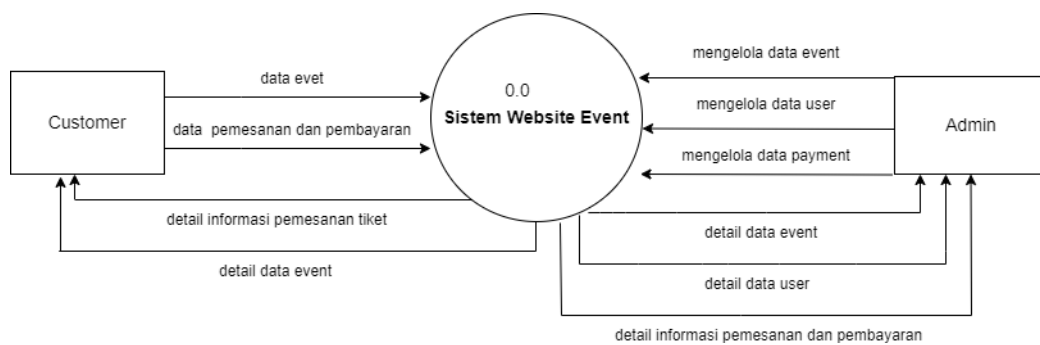 Customer
data evet
data pemesanan dan pembayaran
detail informasi pemesanan tiket
detail data event
0.0
Sistem Website Event
mengelola data event
mengelola data user
mengelola data payment
Admin
detail data event
detail data user
detail informasi pemesanan dan pembayaran